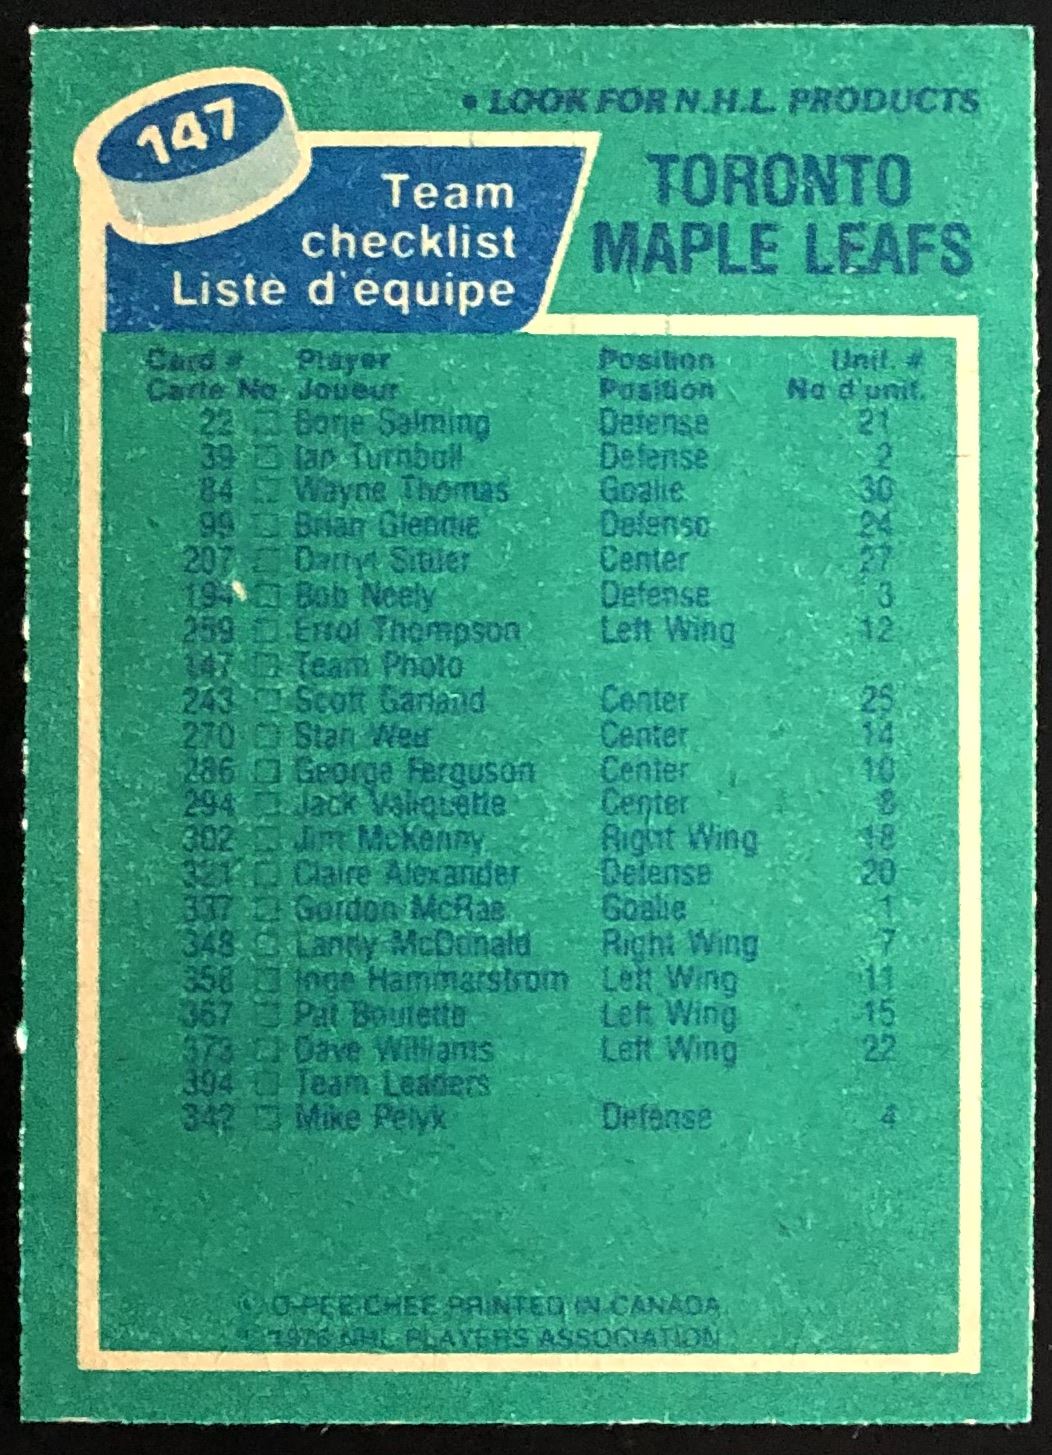 147
• LOOK FOR N.H.L. PRODUCTS
Team checklist
Liste d'équipe
TORONTO
MAPLE LEAFS
Card # Player Position Unif. #
Carte No Joueur Position No d'unif.
22 Borje Salming Defense 21
39 Ian Turnbull Defense 2
84 Wayne Thomas Goalie 30
99 Brian Glennie Defense 24
207 Darryl Sittler Center 27
194 Bob Neely Defense 3
259 Errol Thompson Left Wing 12
147 Team Photo
243 Scott Garland Center 25
270 Stan Weir Center 14
286 George Ferguson Center 10
294 Jack Valiquette Center 8
302 Jim McKenny Right Wing 18
321 Claire Alexander Defense 20
337 Gordon McRae Goalie 1
348 Lanny McDonald Right Wing 7
358 Inge Hammarstrom Left Wing 11
367 Pat Boutette Left Wing 15
373 Dave Williams Left Wing 22
394 Team Leaders
342 Mike Pelyk Defense 4
© O-PEE-CHEE PRINTED IN CANADA
© 1976 NHL PLAYERS ASSOCIATION